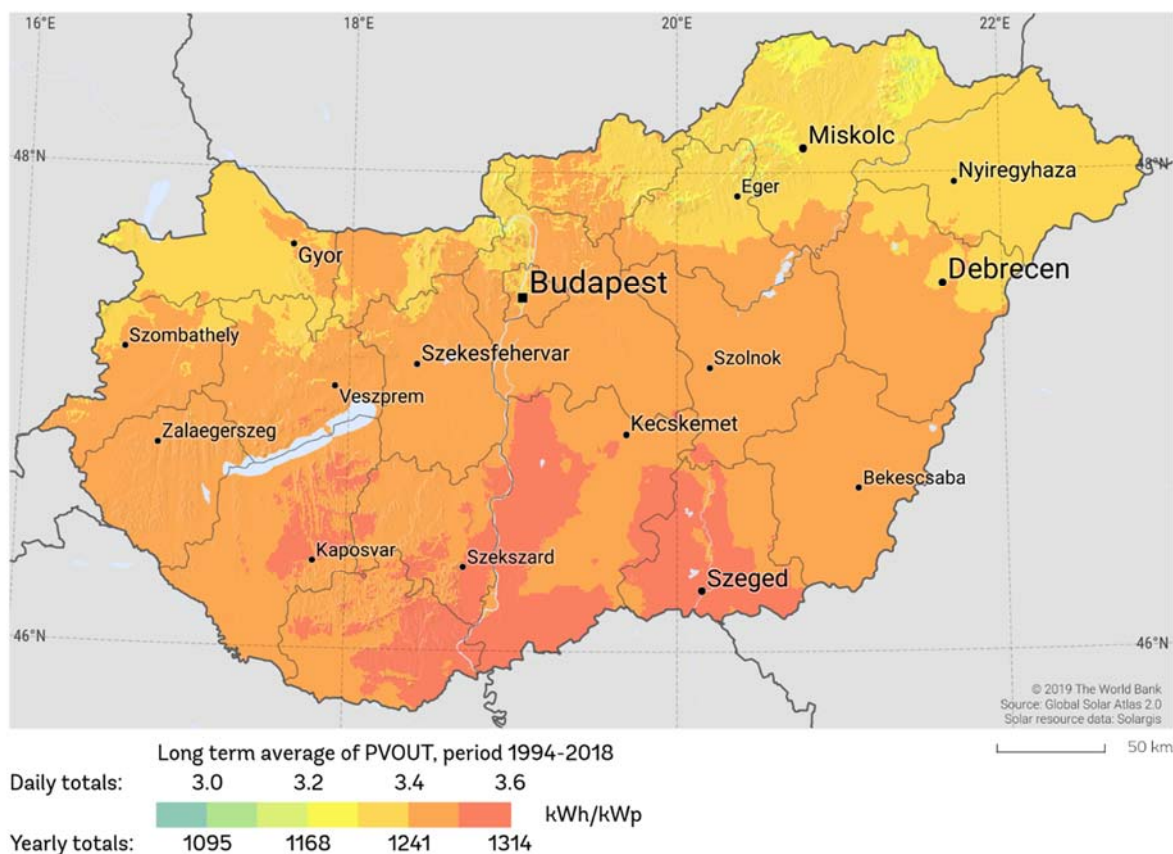 16°E 18°E 20°E 22°E
48°N
48°N
Miskolc
Nyiregyhaza
Eger
Gyor
Debrecen
Budapest
Szombathely
Szekesfehervar
Szolnok
Veszprem
Kecskemet
Zalaegerszeg
Bekescsaba
Kaposvar
Szekszard
Szeged
46°N
46°N
© 2019 The World Bank
Source: Global Solar Atlas 2.0
Solar resource data: Solargis
50 km
Long term average of PVOUT, period 1994-2018
Daily totals: 3.0 3.2 3.4 3.6
kWh/kWp
Yearly totals: 1095 1168 1241 1314